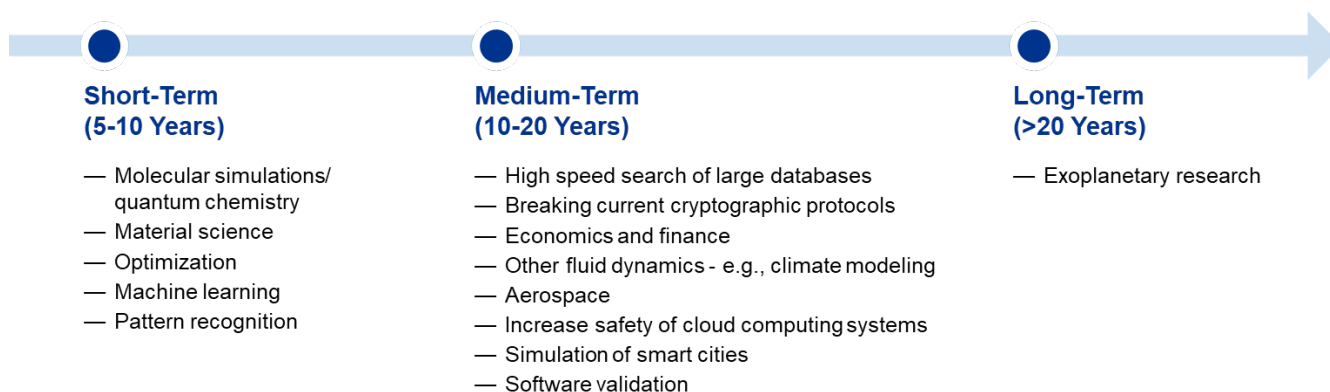 Short-Term
(5-10 Years)
— Molecular simulations/
quantum chemistry
— Material science
— Optimization
— Machine learning
— Pattern recognition
Medium-Term
(10-20 Years)
— High speed search of large databases
— Breaking current cryptographic protocols
— Economics and finance
— Other fluid dynamics - e.g., climate modeling
— Aerospace
— Increase safety of cloud computing systems
— Simulation of smart cities
— Software validation
Long-Term
(>20 Years)
— Exoplanetary research